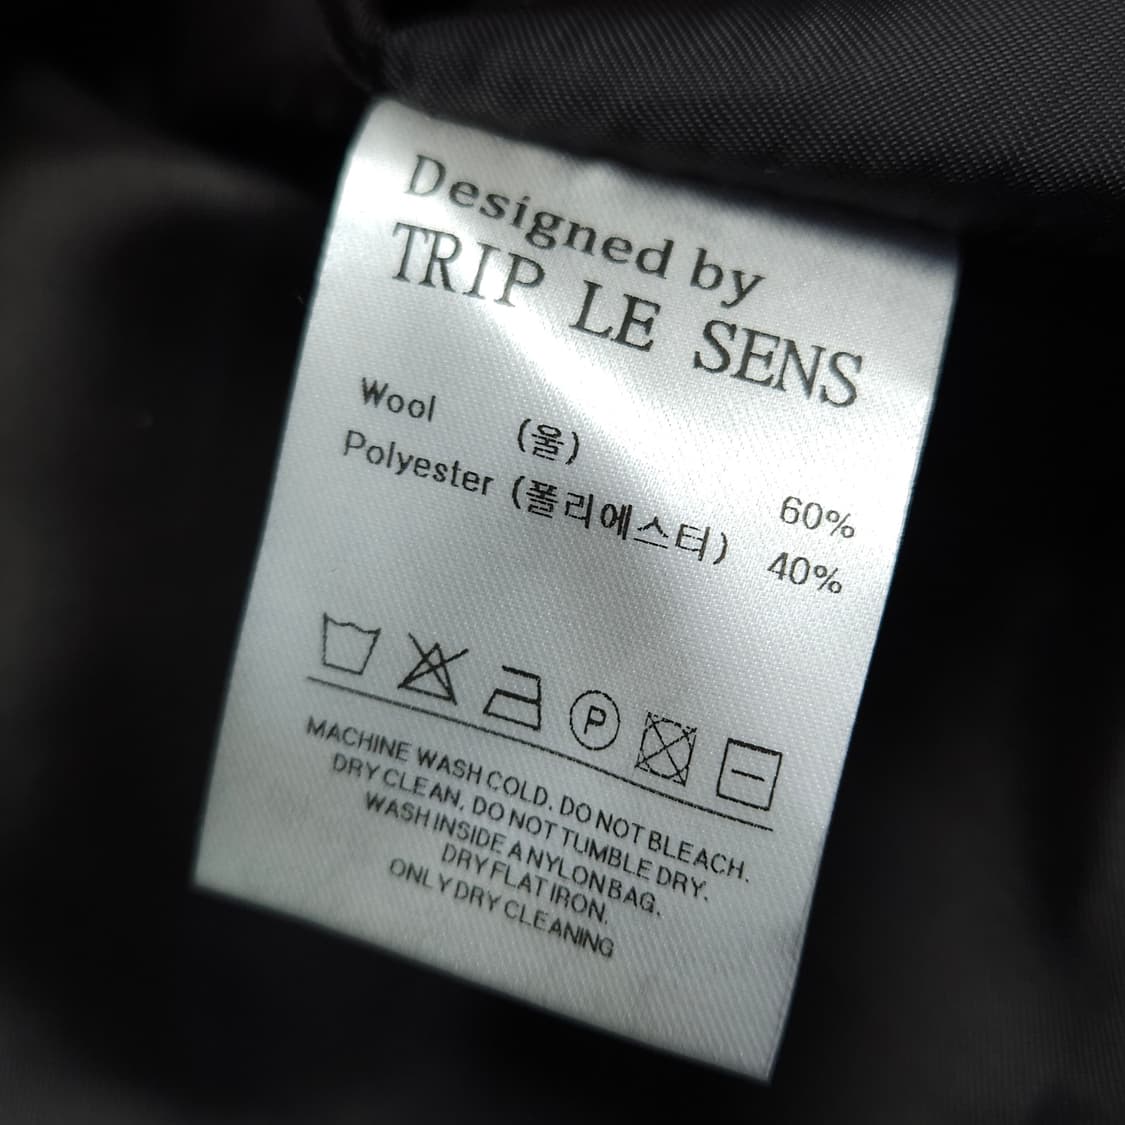 Designed by
TRIP LE SENS
Wool (울) 60%
Polyester (폴리에스터) 40%
P
MACHINE WASH COLD. DO NOT BLEACH.
DRY CLEAN. DO NOT TUMBLE DRY.
WASH INSIDE A NYLON BAG.
DRY FLAT IRON.
ONLY DRY CLEANING